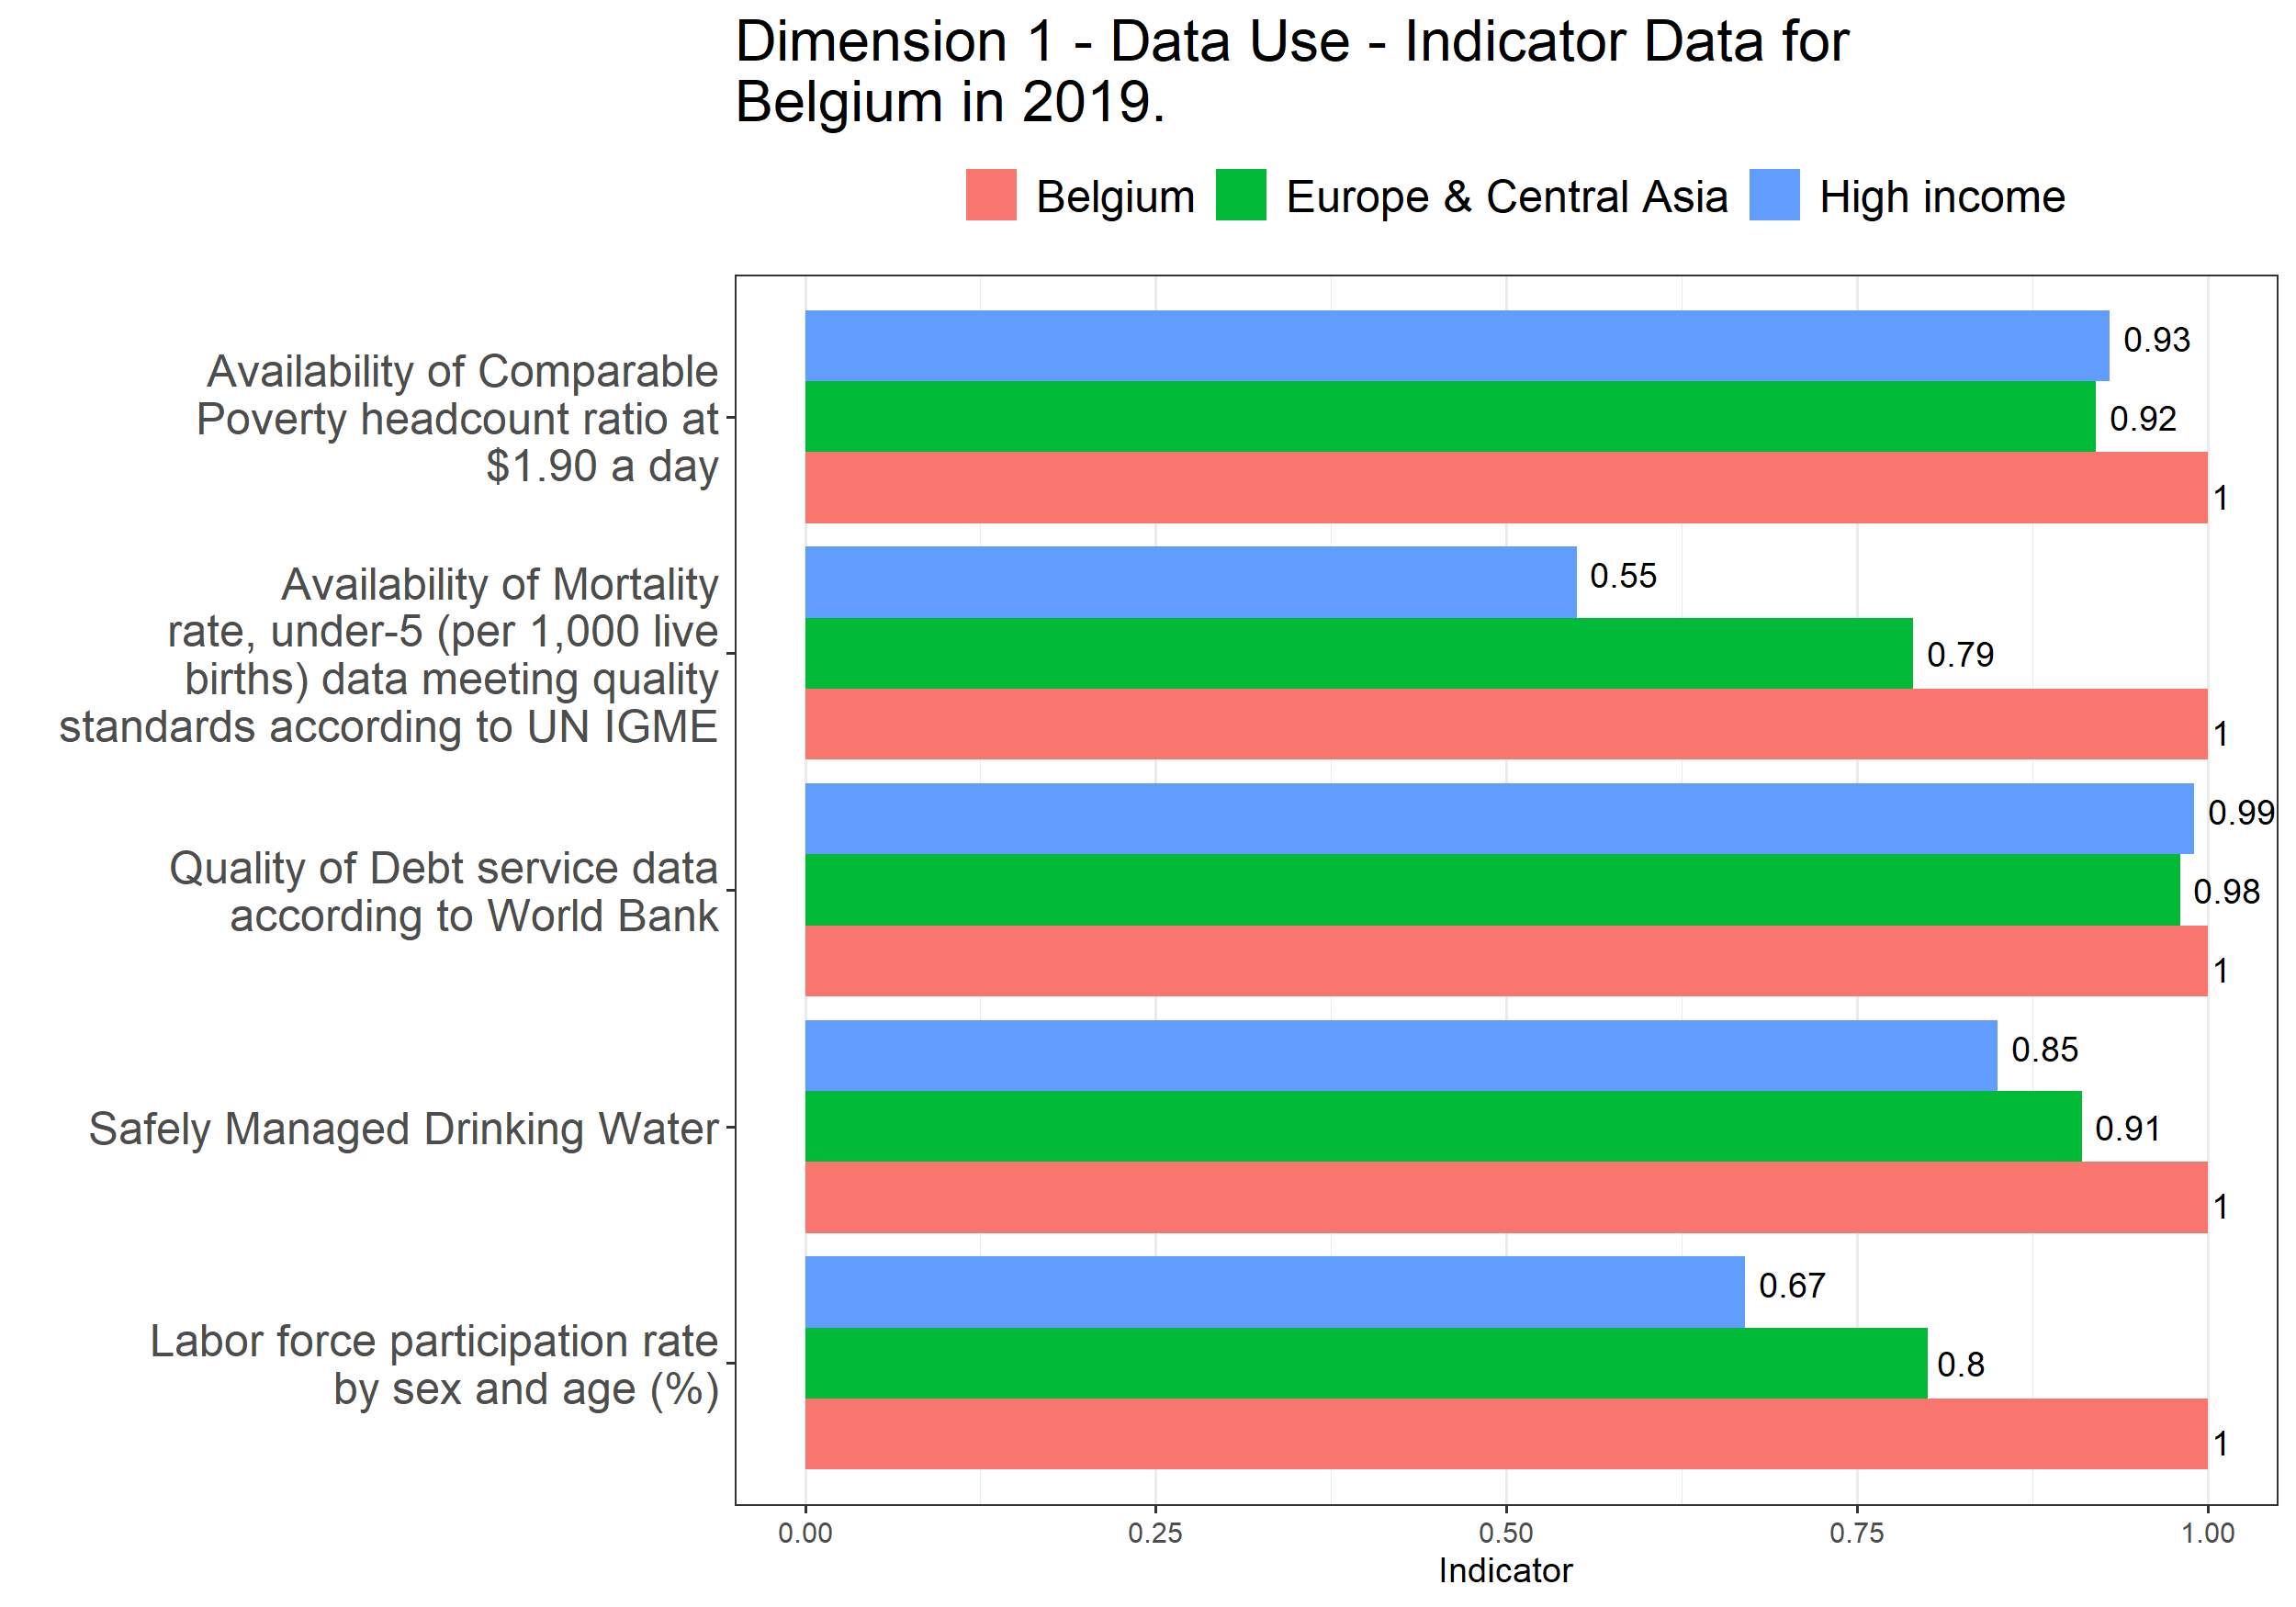 Dimension 1 - Data Use - Indicator Data for
Belgium in 2019.
Belgium Europe & Central Asia High income
Availability of Comparable
Poverty headcount ratio at
$1.90 a day
0.93
0.92
1
Availability of Mortality
rate, under-5 (per 1,000 live
births) data meeting quality
standards according to UN IGME
0.55
0.79
1
Quality of Debt service data
according to World Bank
0.99
0.98
1
Safely Managed Drinking Water
0.85
0.91
1
Labor force participation rate
by sex and age (%)
0.67
0.8
1
0.00 0.25 0.50 0.75 1.00
Indicator